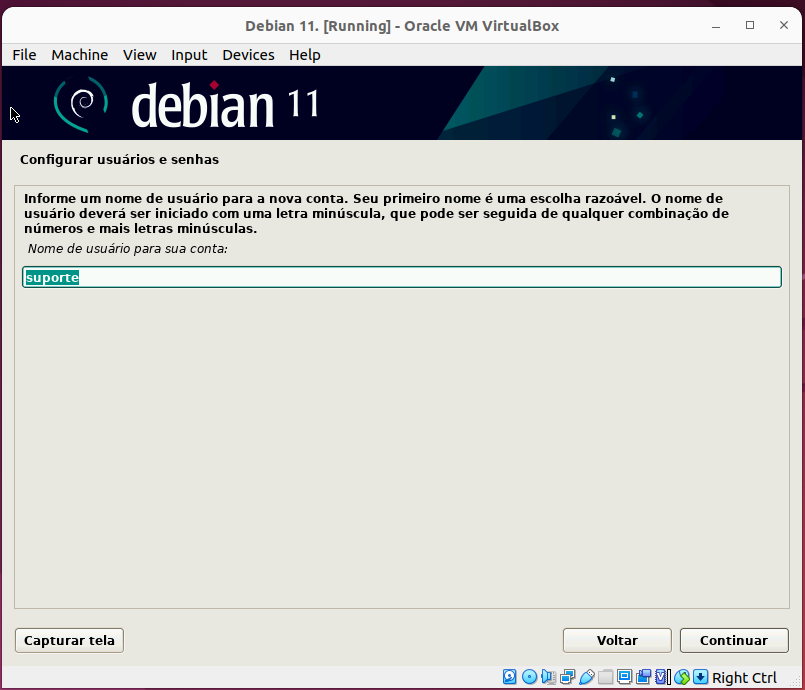 Debian 11. [Running] - Oracle VM VirtualBox
File Machine View Input Devices Help
debian 11
Configurar usuários e senhas
Informe um nome de usuário para a nova conta. Seu primeiro nome é uma escolha razoável. O nome de
usuário deverá ser iniciado com uma letra minúscula, que pode ser seguida de qualquer combinação de
números e mais letras minúsculas.
Nome de usuário para sua conta:
suporte
Capturar tela Voltar Continuar
Right Ctrl